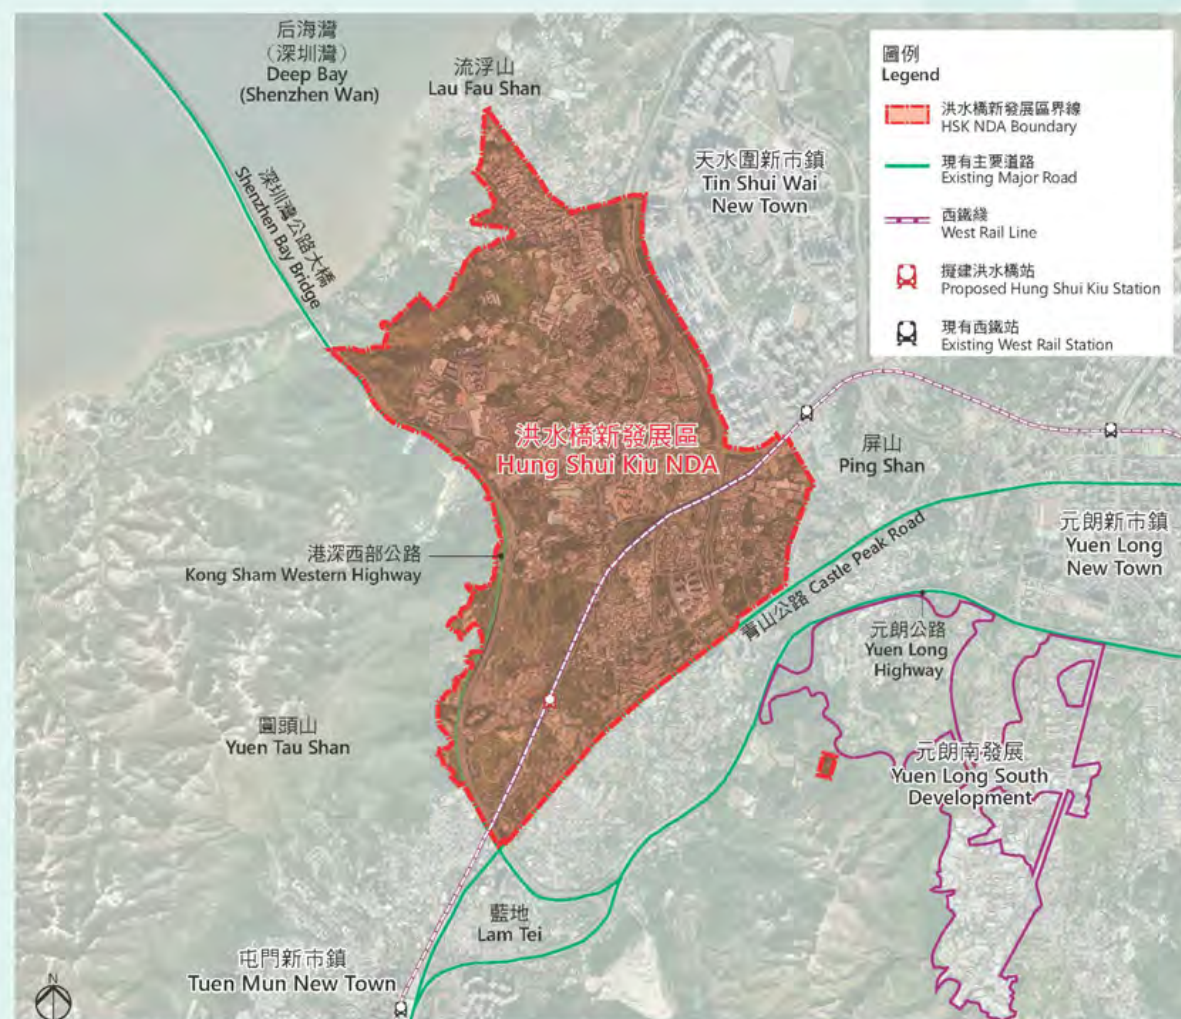 后海灣
（深圳灣）
Deep Bay
(Shenzhen Wan)
流浮山
Lau Fau Shan
天水圍新市鎮
Tin Shui Wai
New Town
圖例
Legend
洪水橋新發展區界線
HSK NDA Boundary
現有主要道路
Existing Major Road
西鐵綫
West Rail Line
擬建洪水橋站
Proposed Hung Shui Kiu Station
現有西鐵站
Existing West Rail Station
深圳灣公路大橋
Shenzhen Bay Bridge
洪水橋新發展區
Hung Shui Kiu NDA
屏山
Ping Shan
元朗新市鎮
Yuen Long
New Town
港深西部公路
Kong Sham Western Highway
青山公路 Castle Peak Road
元朗公路
Yuen Long
Highway
圓頭山
Yuen Tau Shan
元朗南發展
Yuen Long South
Development
藍地
Lam Tei
屯門新市鎮
Tuen Mun New Town
N